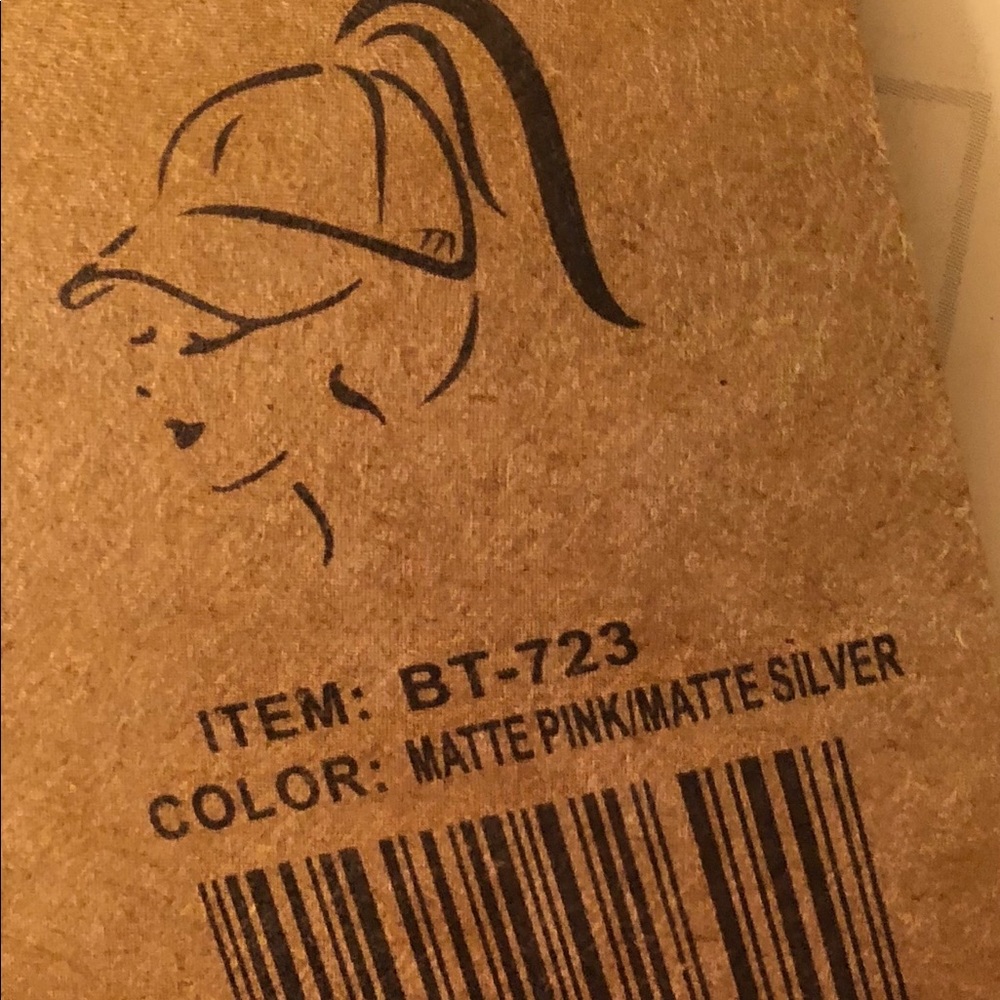 ITEM: BT-723
COLOR: MATTE PINK/MATTE SILVER